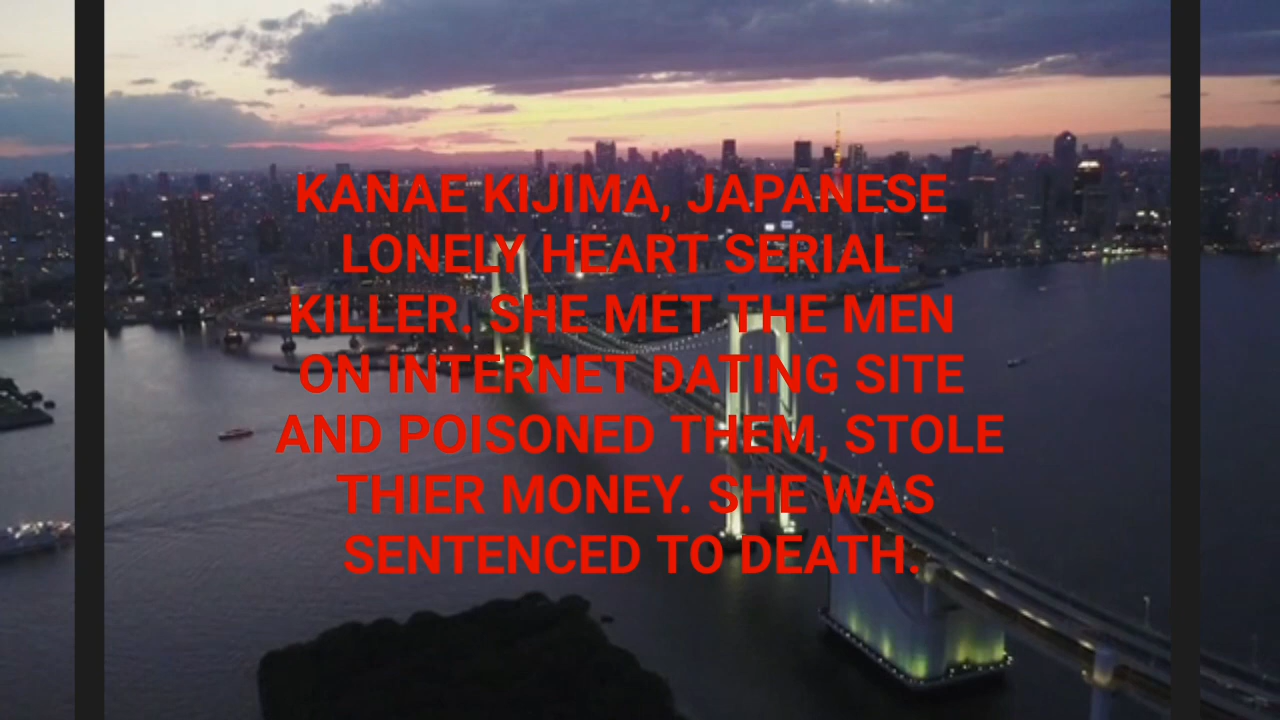 KANAE KIJIMA, JAPANESE
LONELY HEART SERIAL
KILLER. SHE MET THE MEN
ON INTERNET DATING SITE
AND POISONED THEM, STOLE
THIER MONEY. SHE WAS
SENTENCED TO DEATH.